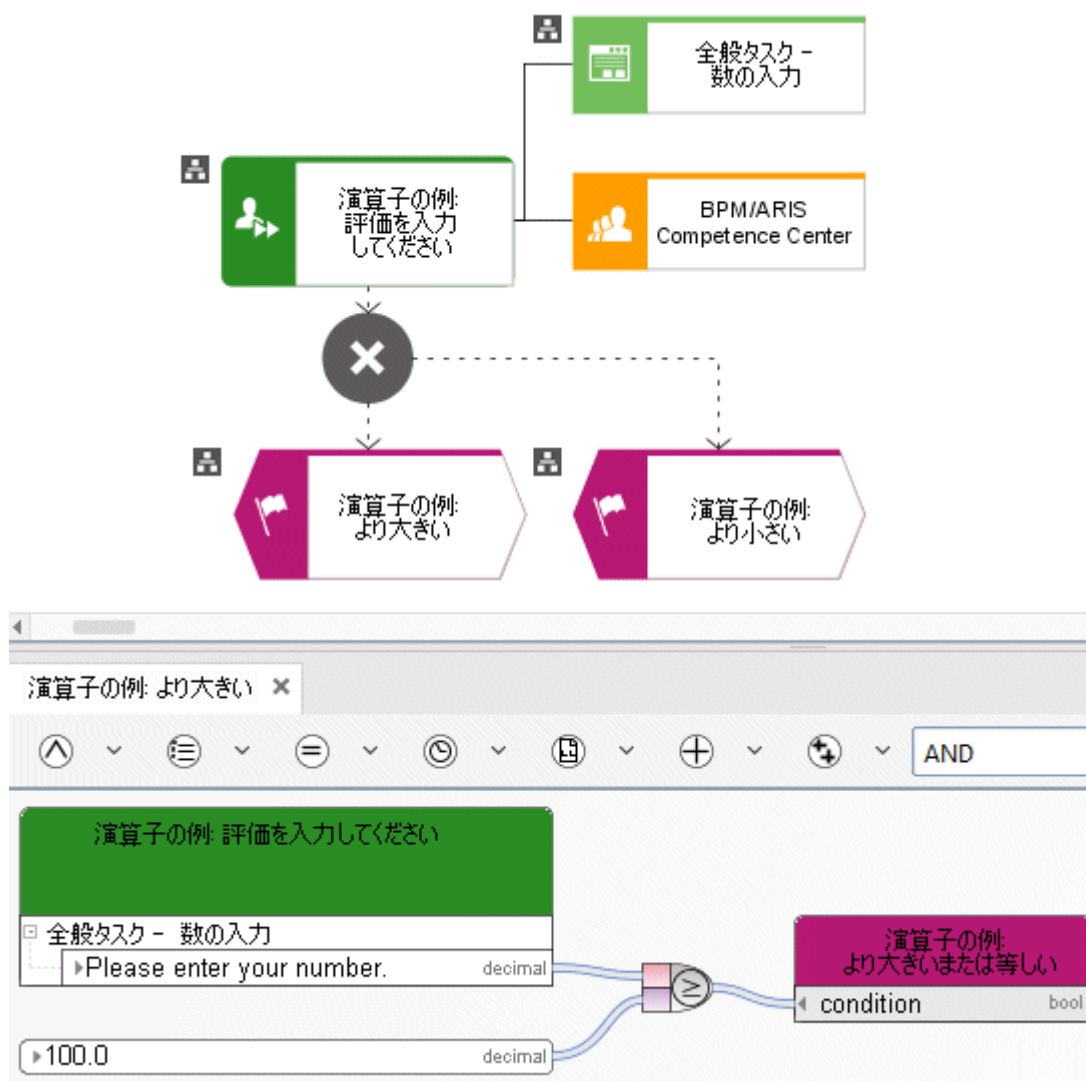 全般タスク –
数の入力
演算子の例:
評価を入力
してください
BPM/ARIS
Competence Center
演算子の例:
より大きい
演算子の例:
より小さい
演算子の例: より大きい
AND
演算子の例: 評価を入力してください
全般タスク – 数の入力
Please enter your number.
decimal
演算子の例:
より大きいまたは等しい
condition
bool
100.0
decimal